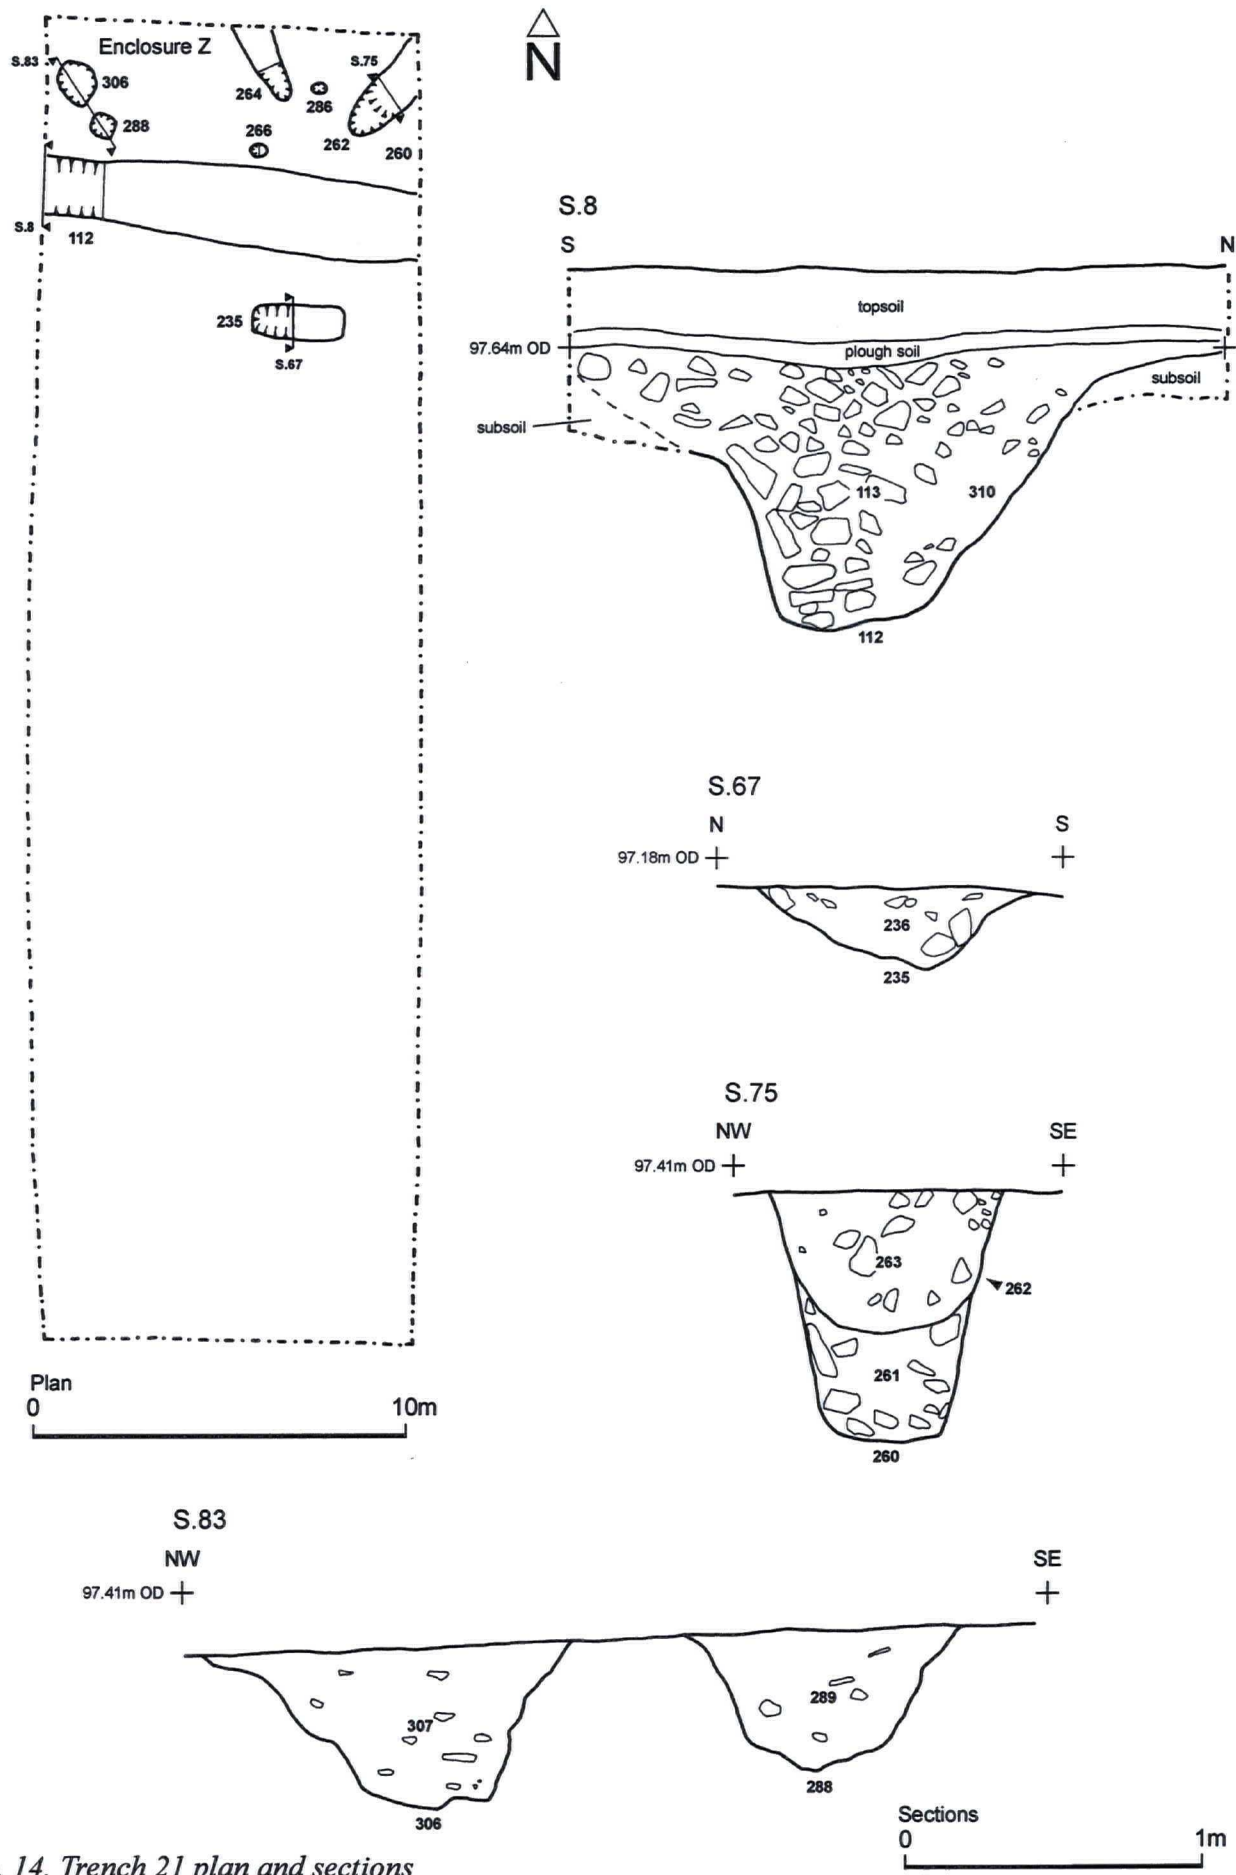 Enclosure Z
S.83
306
288
264
286
S.75
266
262
260
S.8
112
235
S.67
N
S.8
S
N
topsoil
97.64m OD
plough soil
subsoil
subsoil
113
310
112
S.67
N
S
97.18m OD
236
235
S.75
NW
SE
97.41m OD
263
262
261
260
Plan
0
10m
S.83
NW
SE
97.41m OD
307
289
306
288
Sections
0
1m
14. Trench 21 plan and sections